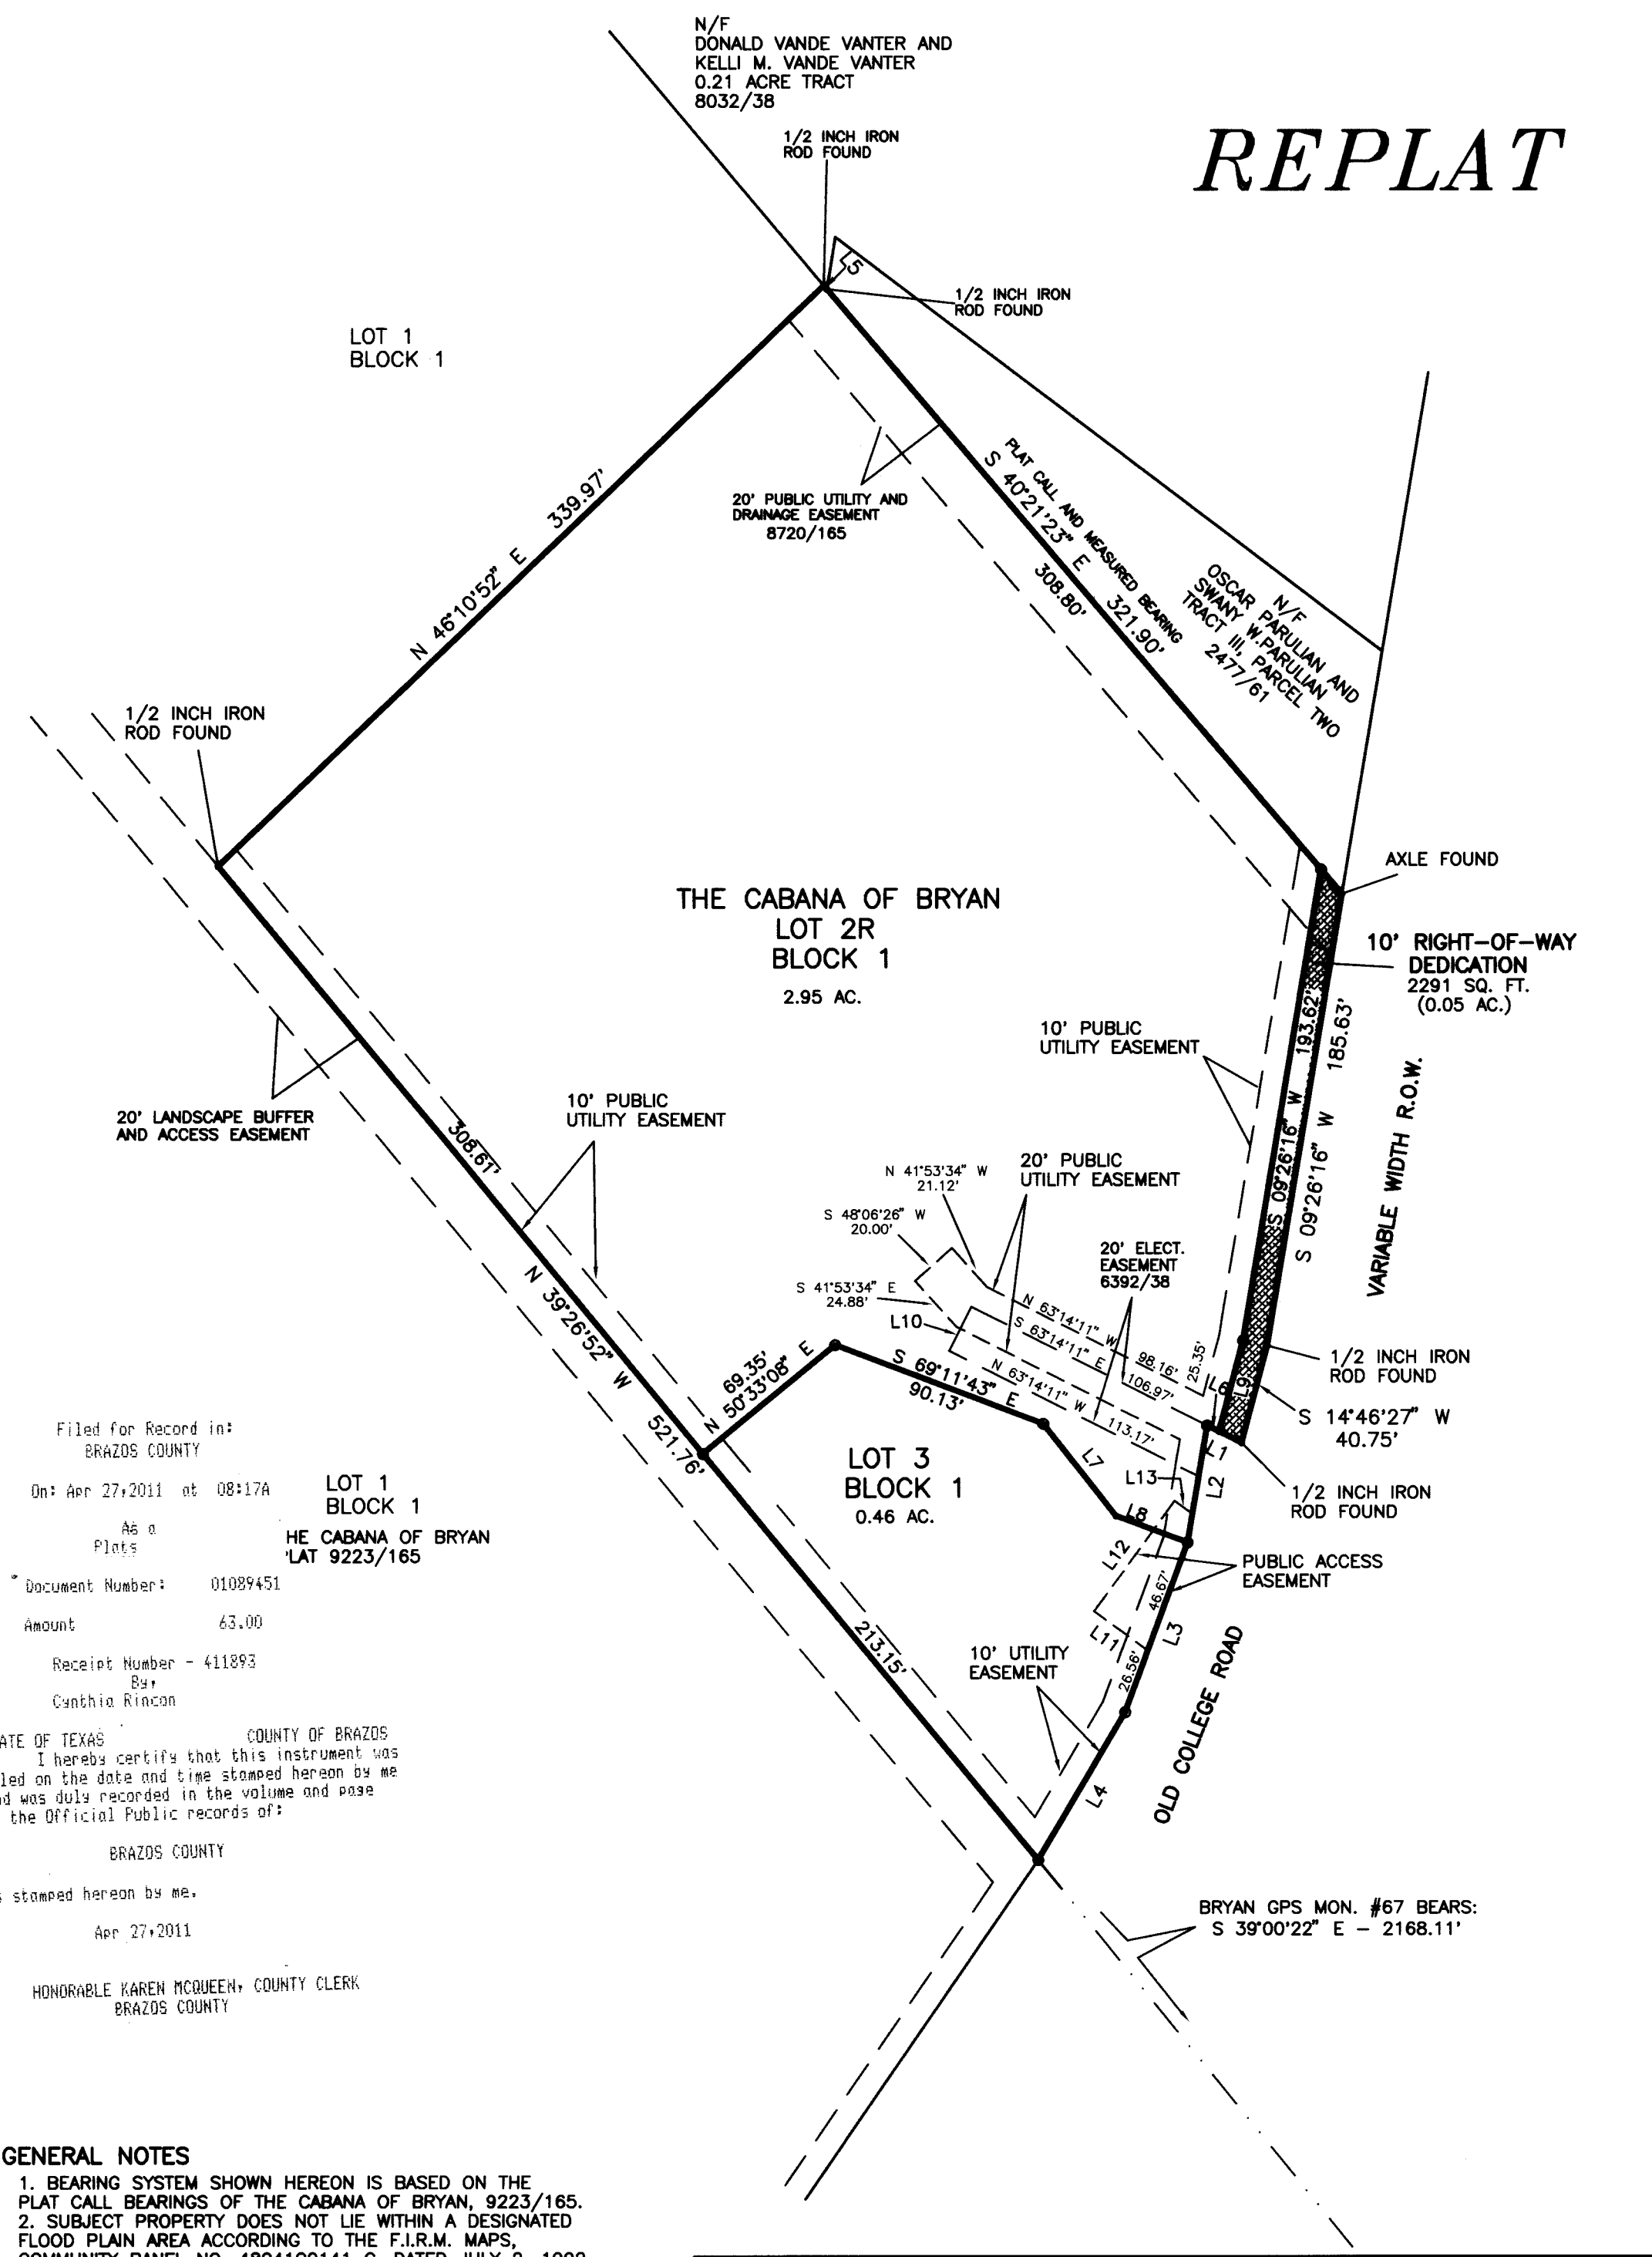 N/F
DONALD VANDE VANTER AND
KELLI M. VANDE VANTER
0.21 ACRE TRACT
8032/38
REPLAT
1/2 INCH IRON
ROD FOUND
L5
1/2 INCH IRON
ROD FOUND
LOT 1
BLOCK 1
N 46°10'52" E 339.97'
20' PUBLIC UTILITY AND
DRAINAGE EASEMENT
8720/165
PLAT CALL AND MEASURED BEARING
S 40°21'23" E 321.90'
308.80'
N/F
OSCAR PARULIAN AND
SWANY W.PARULIAN
TRACT III, PARCEL TWO
2477/61
1/2 INCH IRON
ROD FOUND
AXLE FOUND
THE CABANA OF BRYAN
LOT 2R
BLOCK 1
2.95 AC.
10' RIGHT-OF-WAY
DEDICATION
2291 SQ. FT.
(0.05 AC.)
10' PUBLIC
UTILITY EASEMENT
S 09°26'16" W 193.62'
S 09°26'16" W 185.63'
VARIABLE WIDTH R.O.W.
20' LANDSCAPE BUFFER
AND ACCESS EASEMENT
10' PUBLIC
UTILITY EASEMENT
308.61'
N 39°26'52" W 521.76'
N 41°53'34" W
21.12'
20' PUBLIC
UTILITY EASEMENT
S 48°06'26" W
20.00'
20' ELECT.
EASEMENT
6392/38
S 41°53'34" E
24.88'
L10
N 63°14'11" W 98.16'
S 63°14'11" E 106.97'
N 63°14'11" W 113.17'
25.35'
L6
L9
1/2 INCH IRON
ROD FOUND
S 14°46'27" W
40.75'
N 50°33'08" E
69.35'
S 69°11'43" E
90.13'
L1
L2
L7
L13
L8
1/2 INCH IRON
ROD FOUND
LOT 3
BLOCK 1
0.46 AC.
L12
PUBLIC ACCESS
EASEMENT
46.67'
L3
L11
26.56'
213.15'
10' UTILITY
EASEMENT
L4
OLD COLLEGE ROAD
Filed for Record in:
BRAZOS COUNTY
On: Apr 27,2011 at 08:17A
As a
Plats
Document Number: 01089451
Amount 63.00
Receipt Number - 411893
By,
Cynthia Rincon
LOT 1
BLOCK 1
HE CABANA OF BRYAN
'LAT 9223/165
ATE OF TEXAS COUNTY OF BRAZOS
I hereby certify that this instrument was
led on the date and time stamped hereon by me
nd was duly recorded in the volume and page
the Official Public records of:
BRAZOS COUNTY
s stamped hereon by me.
Apr 27,2011
HONORABLE KAREN MCQUEEN, COUNTY CLERK
BRAZOS COUNTY
BRYAN GPS MON. #67 BEARS:
S 39°00'22" E - 2168.11'
GENERAL NOTES
1. BEARING SYSTEM SHOWN HEREON IS BASED ON THE
PLAT CALL BEARINGS OF THE CABANA OF BRYAN, 9223/165.
2. SUBJECT PROPERTY DOES NOT LIE WITHIN A DESIGNATED
FLOOD PLAIN AREA ACCORDING TO THE F.I.R.M. MAPS,